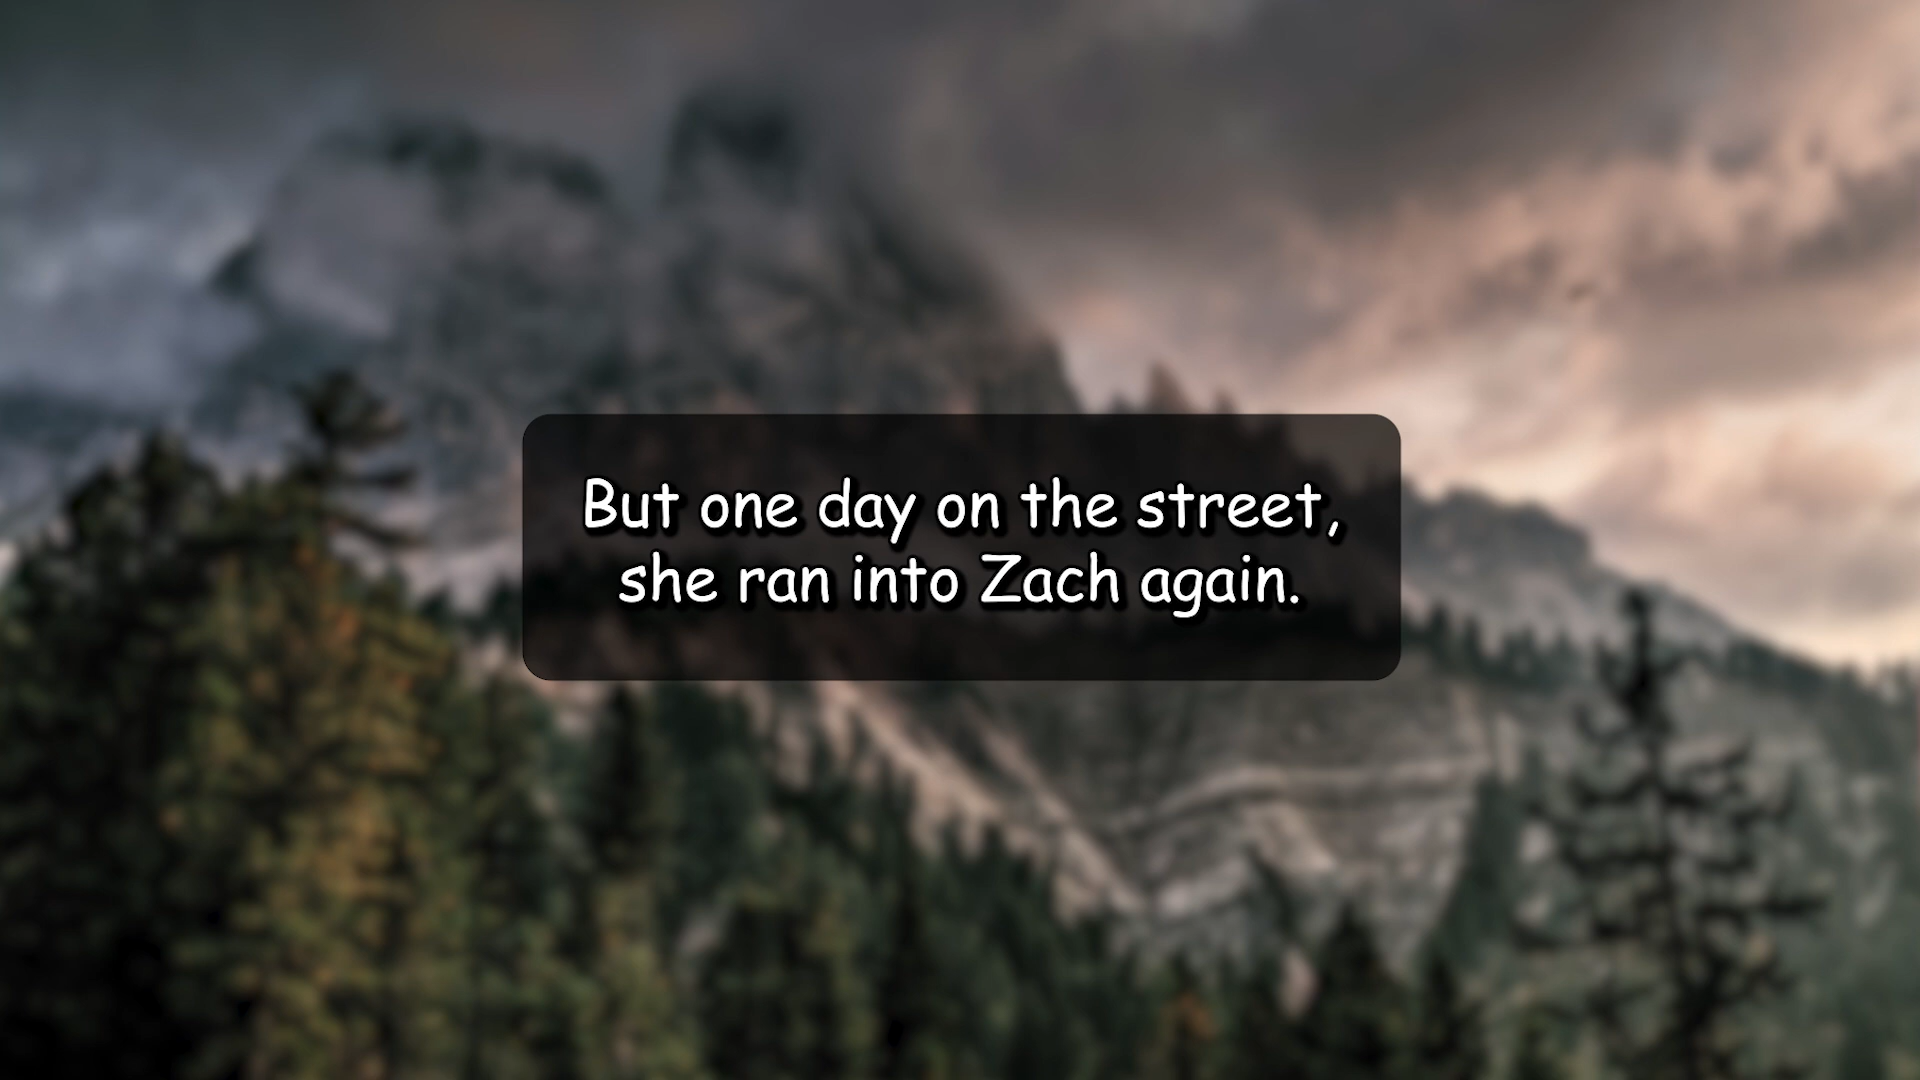 But one day on the street,
she ran into Zach again.